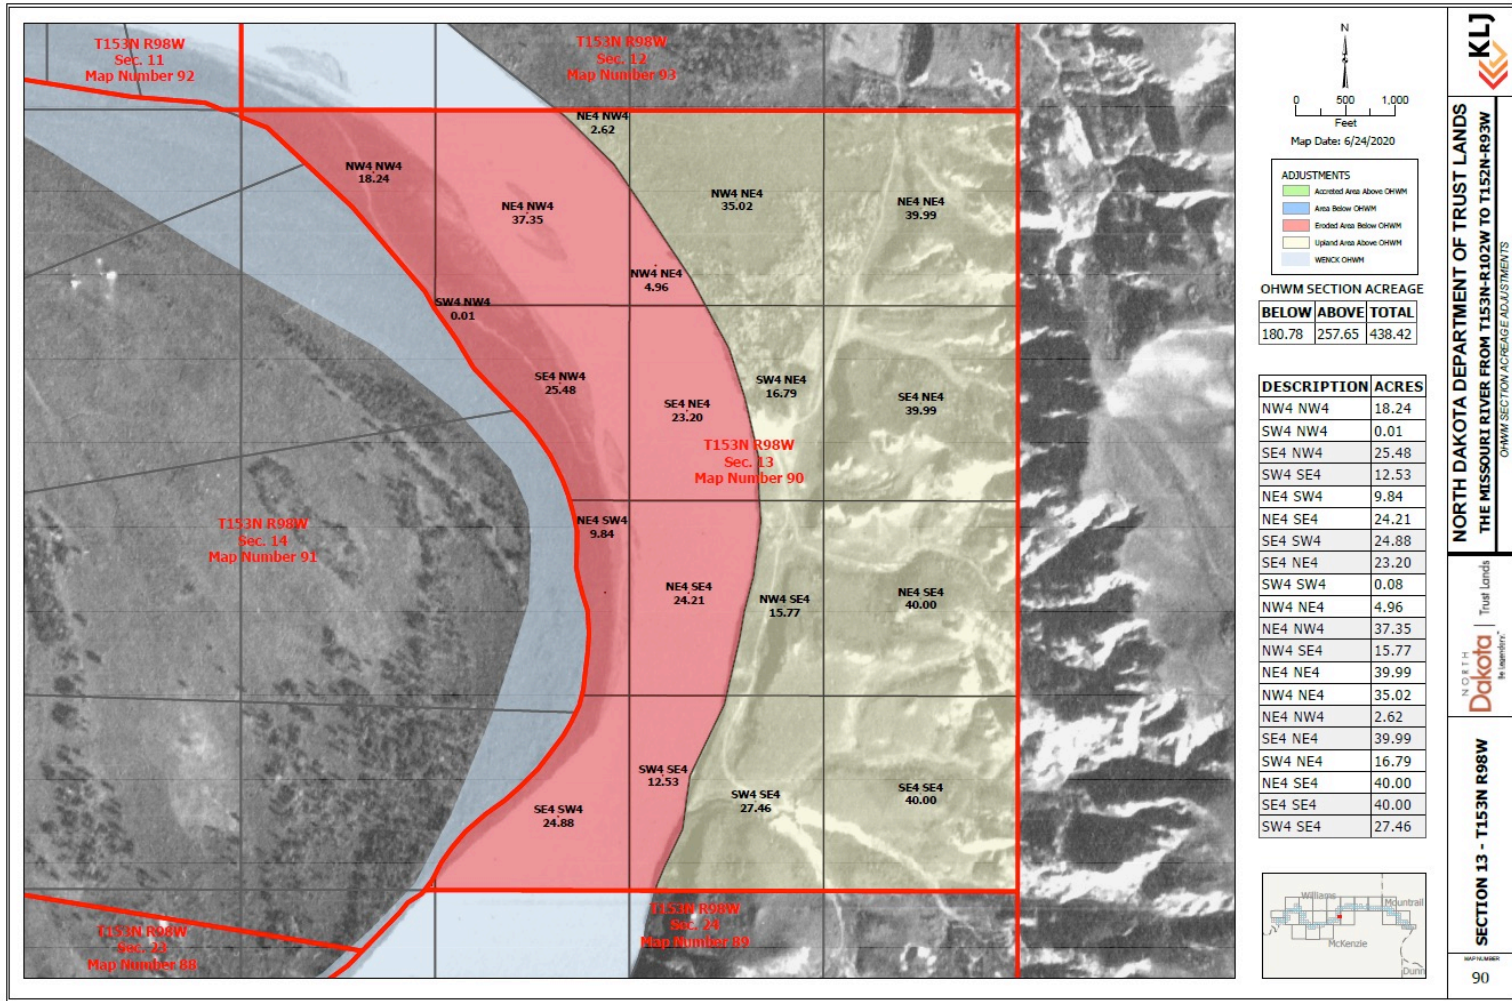 T153N R98W
Sec. 11
Map Number 92
T153N R98W
Sec. 12
Map Number 93
NE4 NW4
2.62
NW4 NW4
18.24
NE4 NW4
37.35
NW4 NE4
35.02
NE4 NE4
39.99
NW4 NE4
4.96
SW4 NW4
0.01
SE4 NW4
25.48
SE4 NE4
23.20
SW4 NE4
16.79
SE4 NE4
39.99
T153N R98W
Sec. 13
Map Number 90
T153N R98W
Sec. 14
Map Number 91
NE4 SW4
9.84
NE4 SE4
24.21
NW4 SE4
15.77
NE4 SE4
40.00
SW4 SE4
12.53
SE4 SW4
24.88
SW4 SE4
27.46
SE4 SE4
40.00
T153N R98W
Sec. 23
Map Number 88
T153N R98W
Sec. 24
Map Number 89
N
0 500 1,000
Feet
Map Date: 6/24/2020
ADJUSTMENTS
Accreted Area Above OHWM
Area Below OHWM
Eroded Area Below OHWM
Upland Area Above OHWM
WENCK OHWM
OHWM SECTION ACREAGE
BELOW ABOVE TOTAL
180.78 257.65 438.42
DESCRIPTION ACRES
NW4 NW4 18.24
SW4 NW4 0.01
SE4 NW4 25.48
SW4 SE4 12.53
NE4 SW4 9.84
NE4 SE4 24.21
SE4 SW4 24.88
SE4 NE4 23.20
SW4 SW4 0.08
NW4 NE4 4.96
NE4 NW4 37.35
NW4 SE4 15.77
NE4 NE4 39.99
NW4 NE4 35.02
NE4 NW4 2.62
SE4 NE4 39.99
SW4 NE4 16.79
NE4 SE4 40.00
SE4 SE4 40.00
SW4 SE4 27.46
Williams
Mountrail
McKenzie
Dunn
KLJ
NORTH DAKOTA DEPARTMENT OF TRUST LANDS
THE MISSOURI RIVER FROM T153N-R102W TO T152N-R93W
OHWM SECTION ACREAGE ADJUSTMENTS
NORTH
Dakota | Trust Lands
Be Legendary.™
SECTION 13 - T153N R98W
MAP NUMBER
90